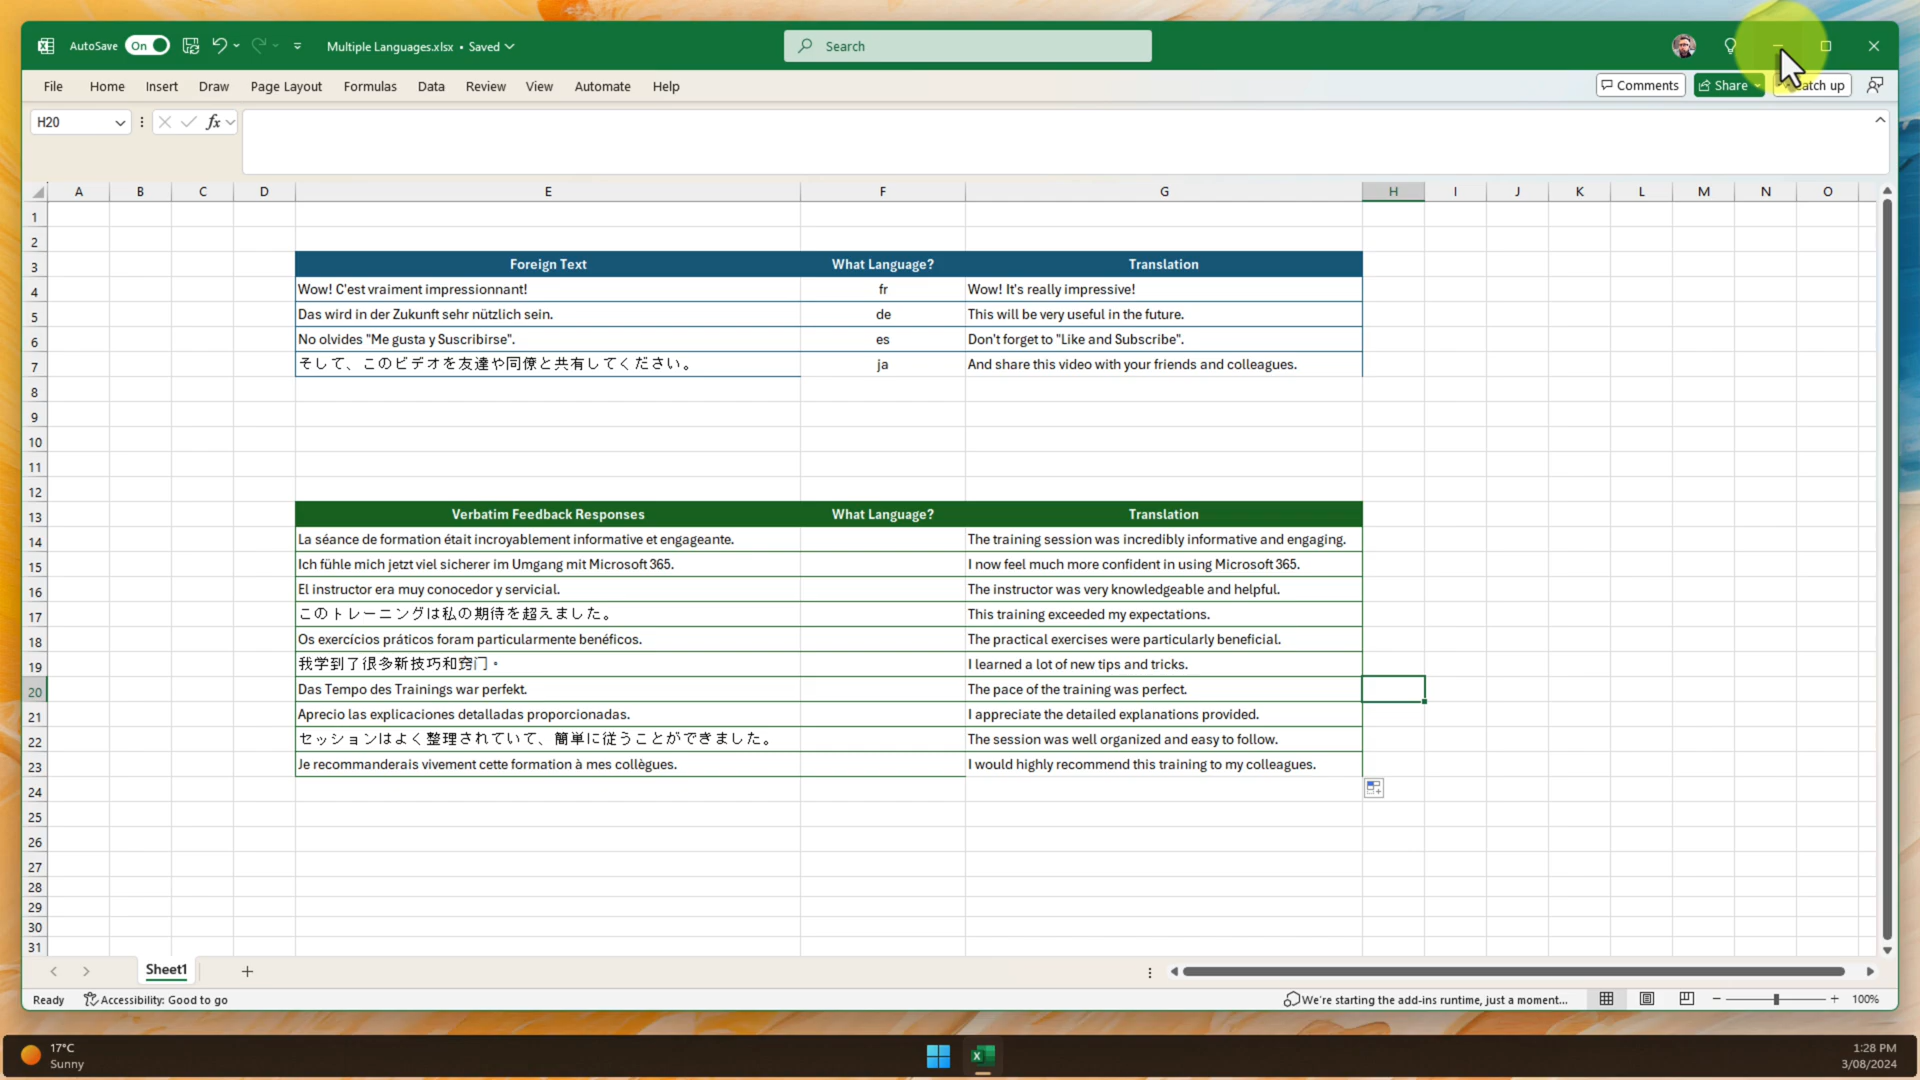 AutoSave On Multiple Languages.xlsx • Saved Search
File Home Insert Draw Page Layout Formulas Data Review View Automate Help Comments Share
H20 fx
A B C D E F G H I J K L M N O
1
2
3 Foreign Text What Language? Translation
4 Wow! C'est vraiment impressionnant! fr Wow! It's really impressive!
5 Das wird in der Zukunft sehr nützlich sein. de This will be very useful in the future.
6 No olvides "Me gusta y Suscribirse". es Don't forget to "Like and Subscribe".
7 そして、このビデオを友達や同僚と共有してください。 ja And share this video with your friends and colleagues.
8
9
10
11
12
13 Verbatim Feedback Responses What Language? Translation
14 La séance de formation était incroyablement informative et engageante. The training session was incredibly informative and engaging.
15 Ich fühle mich jetzt viel sicherer im Umgang mit Microsoft 365. I now feel much more confident in using Microsoft 365.
16 El instructor era muy conocedor y servicial. The instructor was very knowledgeable and helpful.
17 このトレーニングは私の期待を超えました。 This training exceeded my expectations.
18 Os exercícios práticos foram particularmente benéficos. The practical exercises were particularly beneficial.
19 我学到了很多新技巧和窍门。 I learned a lot of new tips and tricks.
20 Das Tempo des Trainings war perfekt. The pace of the training was perfect.
21 Aprecio las explicaciones detalladas proporcionadas. I appreciate the detailed explanations provided.
22 セッションはよく整理されていて、簡単に従うことができました。 The session was well organized and easy to follow.
23 Je recommanderais vivement cette formation à mes collègues. I would highly recommend this training to my colleagues.
24
25
26
27
28
29
30
31
Sheet1
Ready Accessibility: Good to go We're starting the add-ins runtime, just a moment... 100%
17°C 1:28 PM
Sunny 3/08/2024